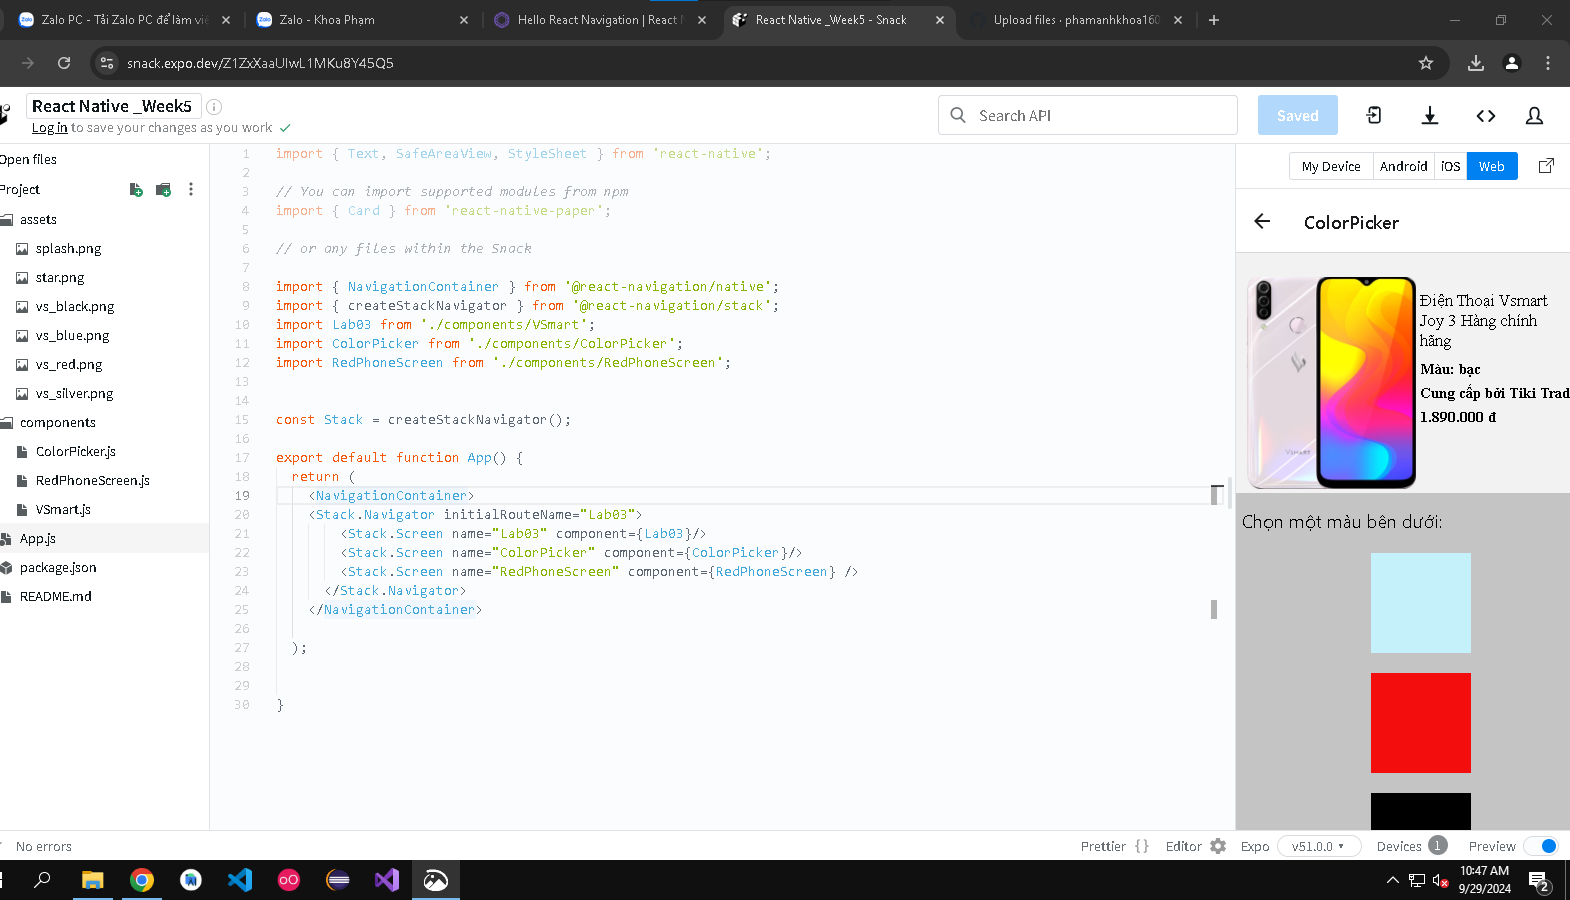 Zalo PC - Tải Zalo PC để làm việ
Zalo - Khoa Phạm
Hello React Navigation | React N
React Native _Week5 - Snack
Upload files · phamanhkhoa160
snack.expo.dev/Z1ZxXaaUIwL1MKu8Y45Q5
React Native _Week5
Log in to save your changes as you work
Search API
Saved
Open files
Project
assets
splash.png
star.png
vs_black.png
vs_blue.png
vs_red.png
vs_silver.png
components
ColorPicker.js
RedPhoneScreen.js
VSmart.js
App.js
package.json
README.md
1 import { Text, SafeAreaView, StyleSheet } from 'react-native';
2
3 // You can import supported modules from npm
4 import { Card } from 'react-native-paper';
5
6 // or any files within the Snack
7
8 import { NavigationContainer } from '@react-navigation/native';
9 import { createStackNavigator } from '@react-navigation/stack';
10 import Lab03 from './components/VSmart';
11 import ColorPicker from './components/ColorPicker';
12 import RedPhoneScreen from './components/RedPhoneScreen';
13
14
15 const Stack = createStackNavigator();
16
17 export default function App() {
18 return (
19 <NavigationContainer>
20 <Stack.Navigator initialRouteName="Lab03">
21 <Stack.Screen name="Lab03" component={Lab03}/>
22 <Stack.Screen name="ColorPicker" component={ColorPicker}/>
23 <Stack.Screen name="RedPhoneScreen" component={RedPhoneScreen} />
24 </Stack.Navigator>
25 </NavigationContainer>
26
27 );
28
29
30 }
My Device Android iOS Web
ColorPicker
VSMART
Điện Thoại Vsmart
Joy 3 Hàng chính
hãng
Màu: bạc
Cung cấp bởi Tiki Trad
1.890.000 đ
Chọn một màu bên dưới:
No errors
Prettier { } Editor Expo v51.0.0 Devices 1 Preview
10:47 AM
9/29/2024
2